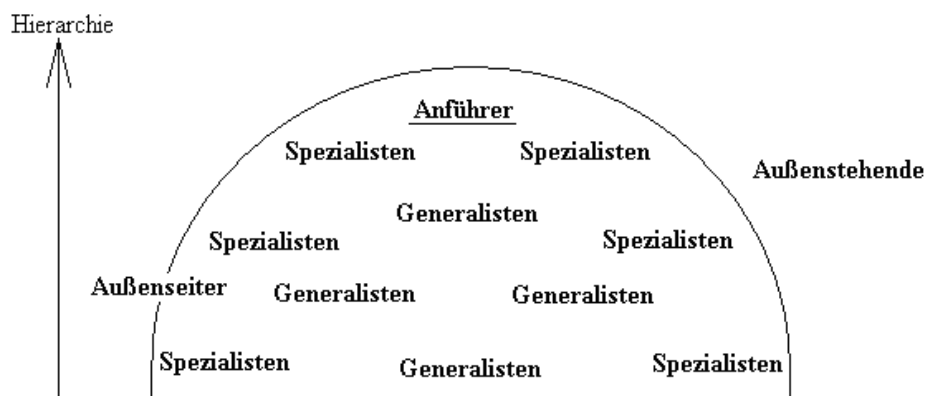 Hierarchie
Anführer
Spezialisten Spezialisten
Außenstehende
Generalisten
Spezialisten Spezialisten
Außenseiter Generalisten Generalisten
Spezialisten Generalisten Spezialisten